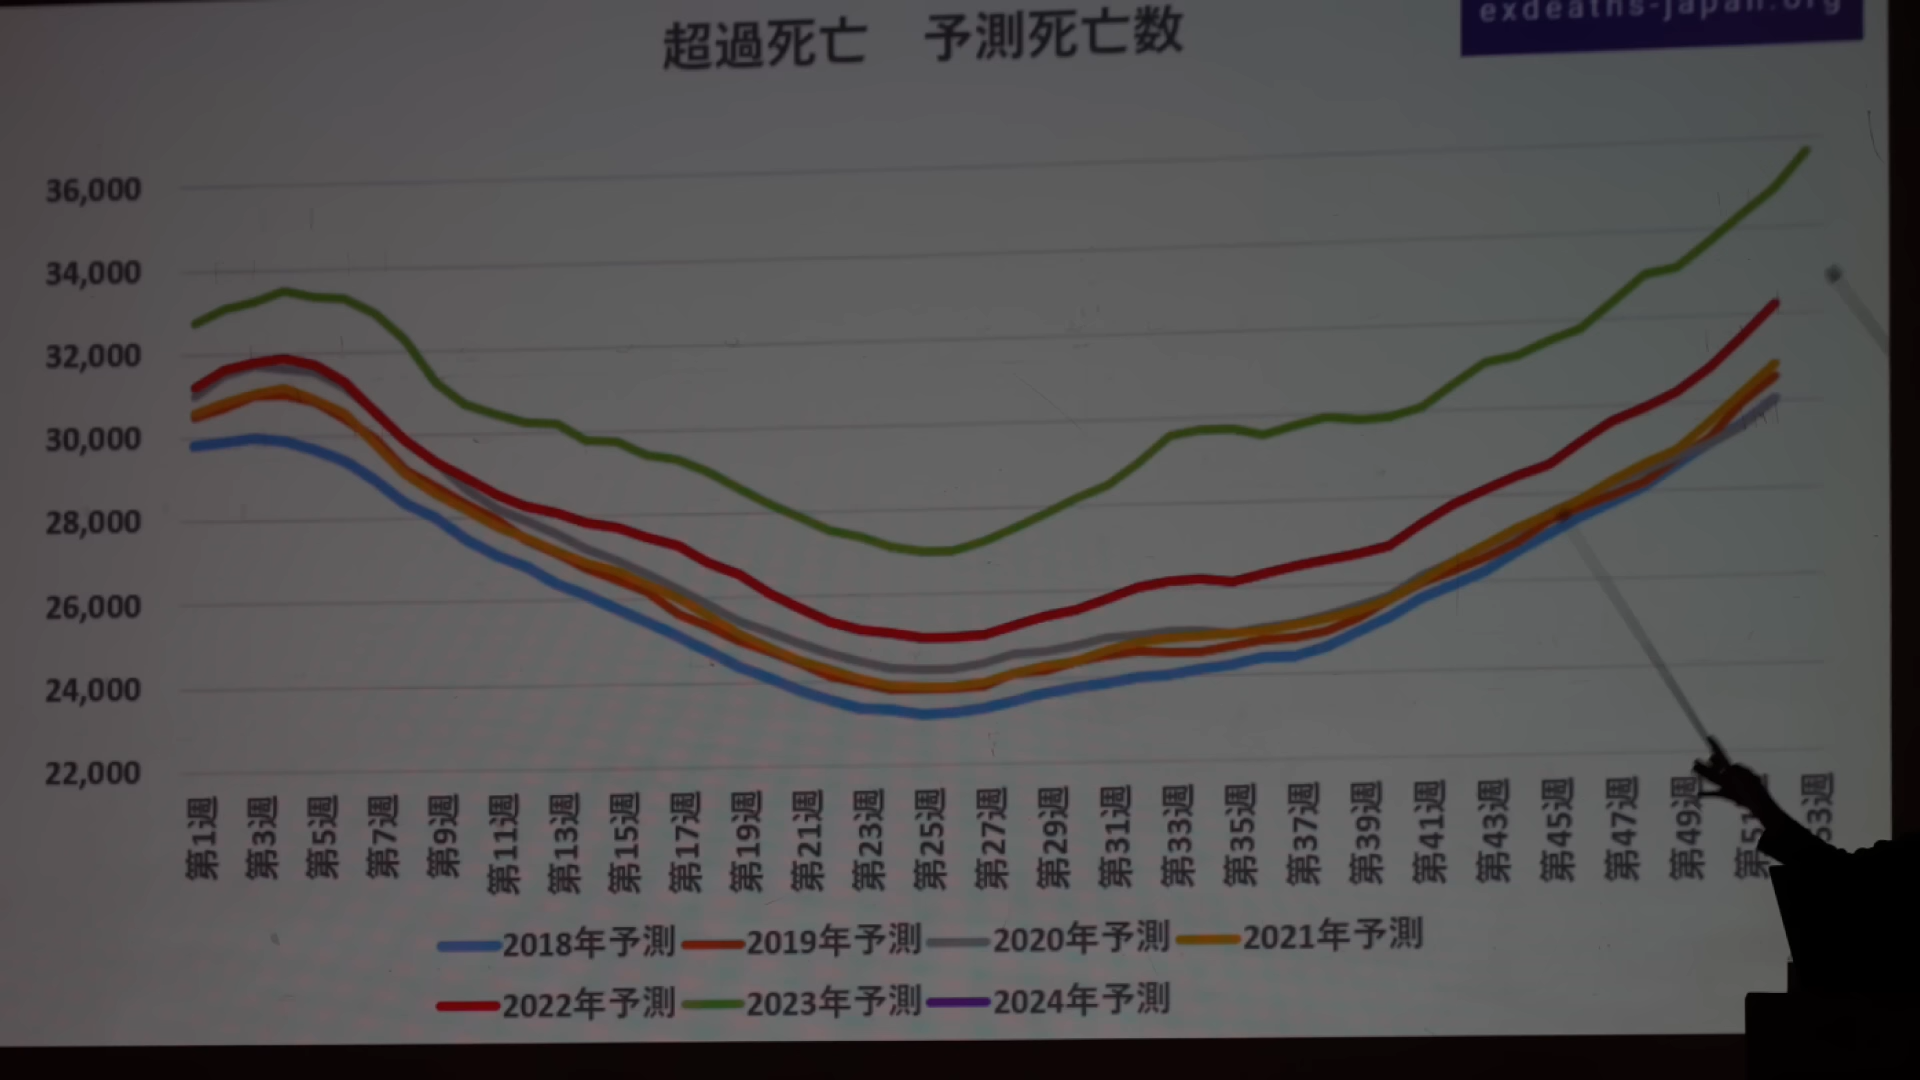 exdeaths-japan.org
超過死亡　予測死亡数
36,000
34,000
32,000
30,000
28,000
26,000
24,000
22,000
第1週 第3週 第5週 第7週 第9週 第11週 第13週 第15週 第17週 第19週 第21週 第23週 第25週 第27週 第29週 第31週 第33週 第35週 第37週 第39週 第41週 第43週 第45週 第47週 第49週 第51 53週
2018年予測 2019年予測 2020年予測 2021年予測
2022年予測 2023年予測 2024年予測